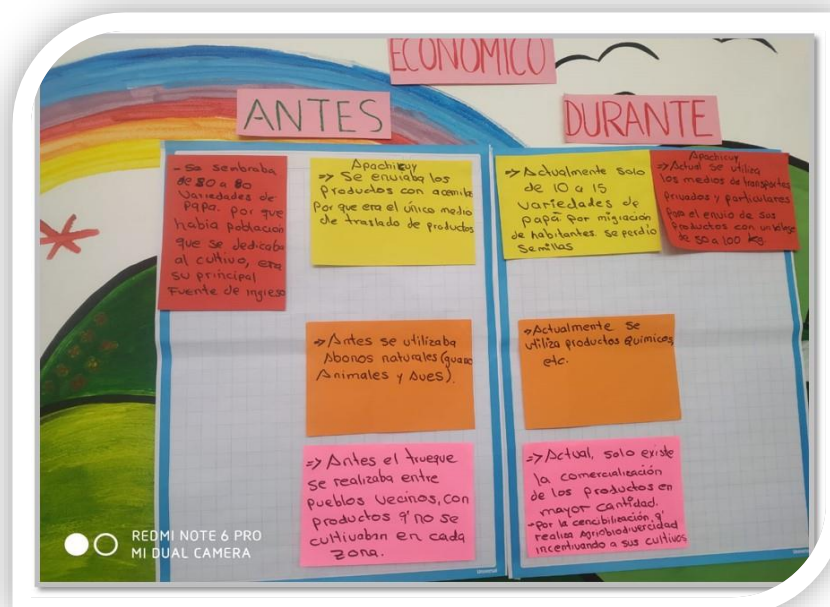 ECONOMICO
ANTES
- Se sembraba
de 80 a 80
Variedades de
Papa. por que
había población
que se dedicaba
al cultivo, era
su principal
Fuente de ingreso
Apachicuy
=> Se enviaba los
Productos con acemila
Por que era el único medio
de traslado de productos
=> Antes se utilizaba
Abonos naturales (guano
Animales y Aves).
=> Antes el trueque
se realizaba entre
pueblos vecinos, con
productos q' no se
cultivaban en cada
zona.
DURANTE
=> Actualmente solo
de 10 a 15
variedades de
papa por migración
de habitantes se perdio
Semillas
Apachicuy
=> Actual se utiliza
los medios de transportes
privados y particulares
para el envio de sus
Productos con un
de 50 a 100 kg.
=> Actualmente se
utiliza productos Quimicos,
etc.
=> Actual, solo existe
la comercialización
de los productos en
mayor cantidad.
- Por la cencibilización, q'
realiza Agriobiodivercidad
incentivando a sus cultivos
REDMI NOTE 6 PRO
MI DUAL CAMERA